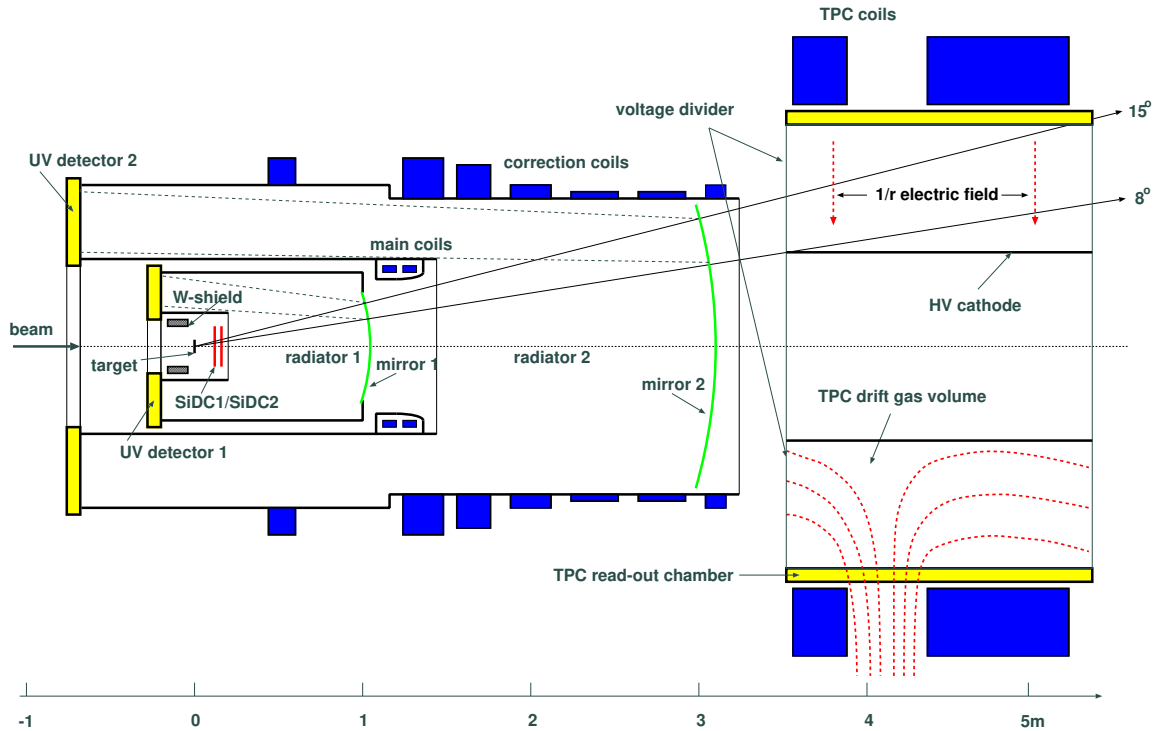 TPC coils
voltage divider
15°
UV detector 2
correction coils
1/r electric field
8°
main coils
W-shield
HV cathode
beam
target
radiator 1
mirror 1
radiator 2
mirror 2
SiDC1/SiDC2
TPC drift gas volume
UV detector 1
TPC read-out chamber
-1 0 1 2 3 4 5m